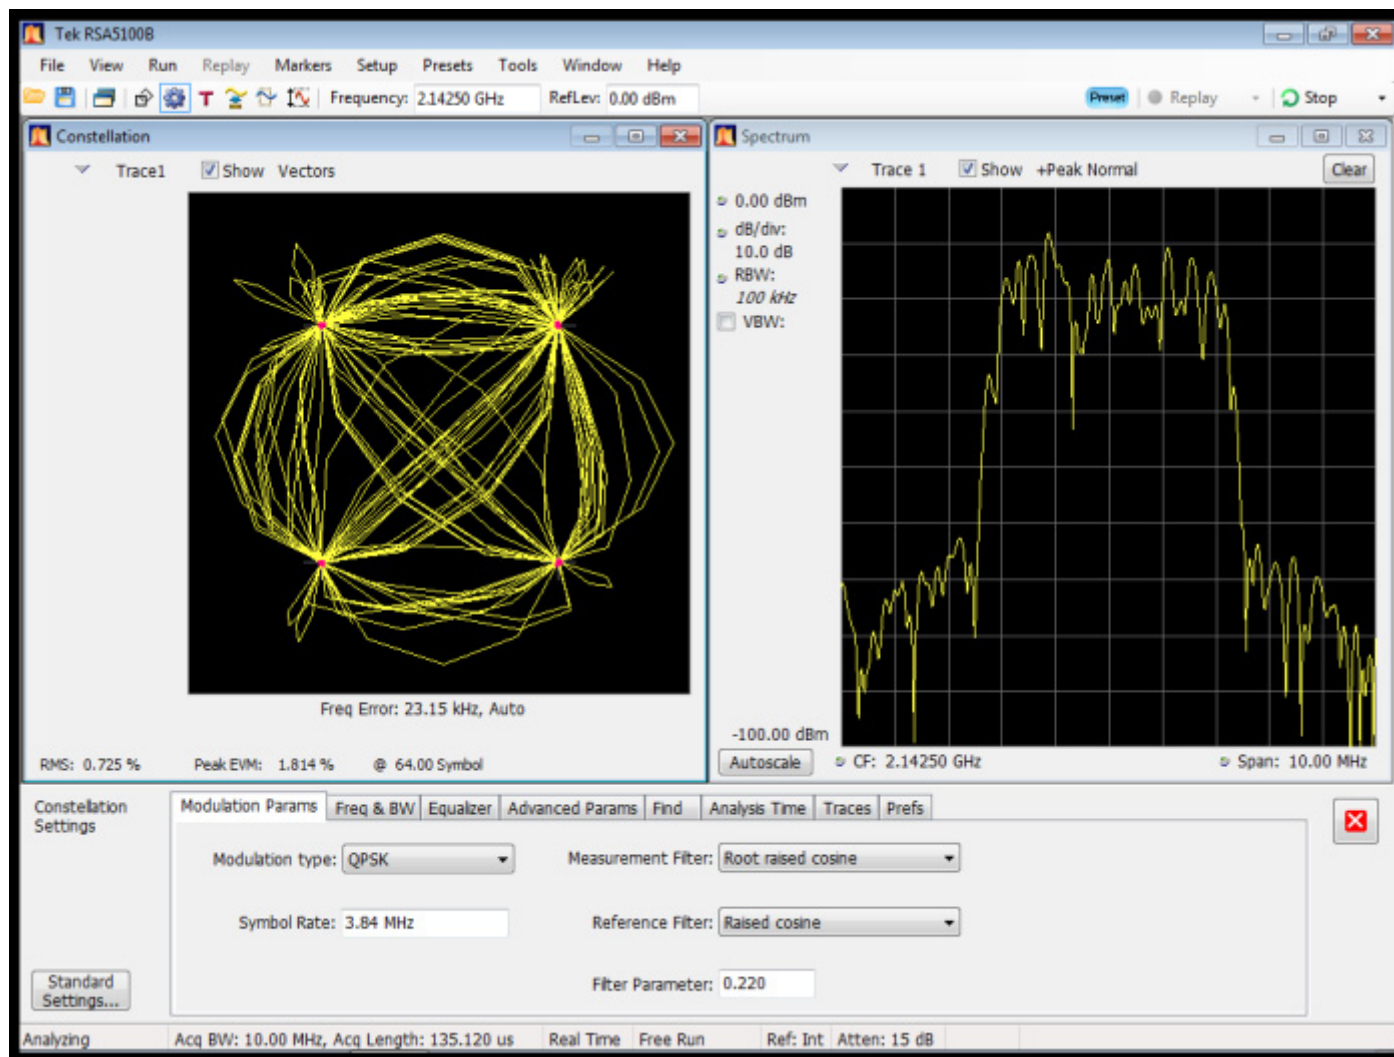 Tek RSA5100B
File View Run Replay Markers Setup Presets Tools Window Help
T Frequency: 2.14250 GHz RefLev: 0.00 dBm Preset Replay Stop
Constellation
Trace1 Show Vectors
Freq Error: 23.15 kHz, Auto
RMS: 0.725 % Peak EVM: 1.814 % @ 64.00 Symbol
Spectrum
Trace 1 Show +Peak Normal Clear
0.00 dBm
dB/div:
10.0 dB
RBW:
100 kHz
VBW:
-100.00 dBm
Autoscale CF: 2.14250 GHz Span: 10.00 MHz
Constellation
Settings
Modulation Params Freq & BW Equalizer Advanced Params Find Analysis Time Traces Prefs
Modulation type: QPSK Measurement Filter: Root raised cosine
Symbol Rate: 3.84 MHz Reference Filter: Raised cosine
Filter Parameter: 0.220
Standard
Settings...
Analyzing Acq BW: 10.00 MHz, Acq Length: 135.120 us Real Time Free Run Ref: Int Atten: 15 dB